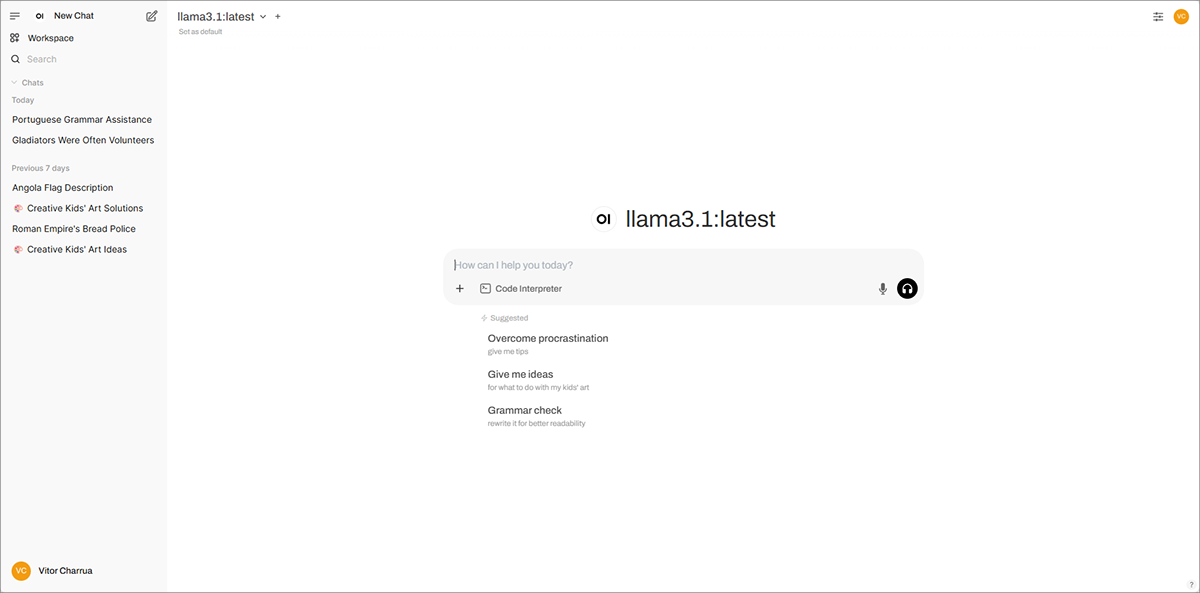 OI New Chat
Workspace
Search
Chats
Today
Portuguese Grammar Assistance
Gladiators Were Often Volunteers
Previous 7 days
Angola Flag Description
Creative Kids' Art Solutions
Roman Empire's Bread Police
Creative Kids' Art Ideas
VC Vitor Charrua
llama3.1:latest
Set as default
VC
OI llama3.1:latest
How can I help you today?
Code Interpreter
Suggested
Overcome procrastination
give me tips
Give me ideas
for what to do with my kids' art
Grammar check
rewrite it for better readability
?